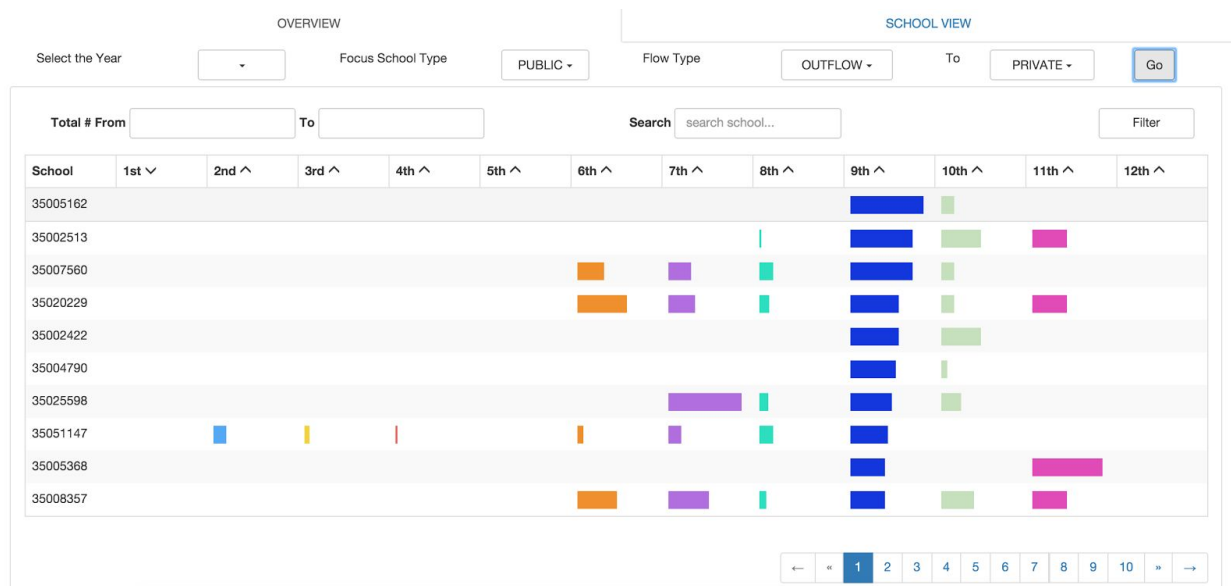 OVERVIEW SCHOOL VIEW
Select the Year Focus School Type PUBLIC Flow Type OUTFLOW To PRIVATE Go
Total # From To Search search school... Filter
School 1st 2nd 3rd 4th 5th 6th 7th 8th 9th 10th 11th 12th
35005162
35002513
35007560
35020229
35002422
35004790
35025598
35051147
35005368
35008357
← « 1 2 3 4 5 6 7 8 9 10 » →